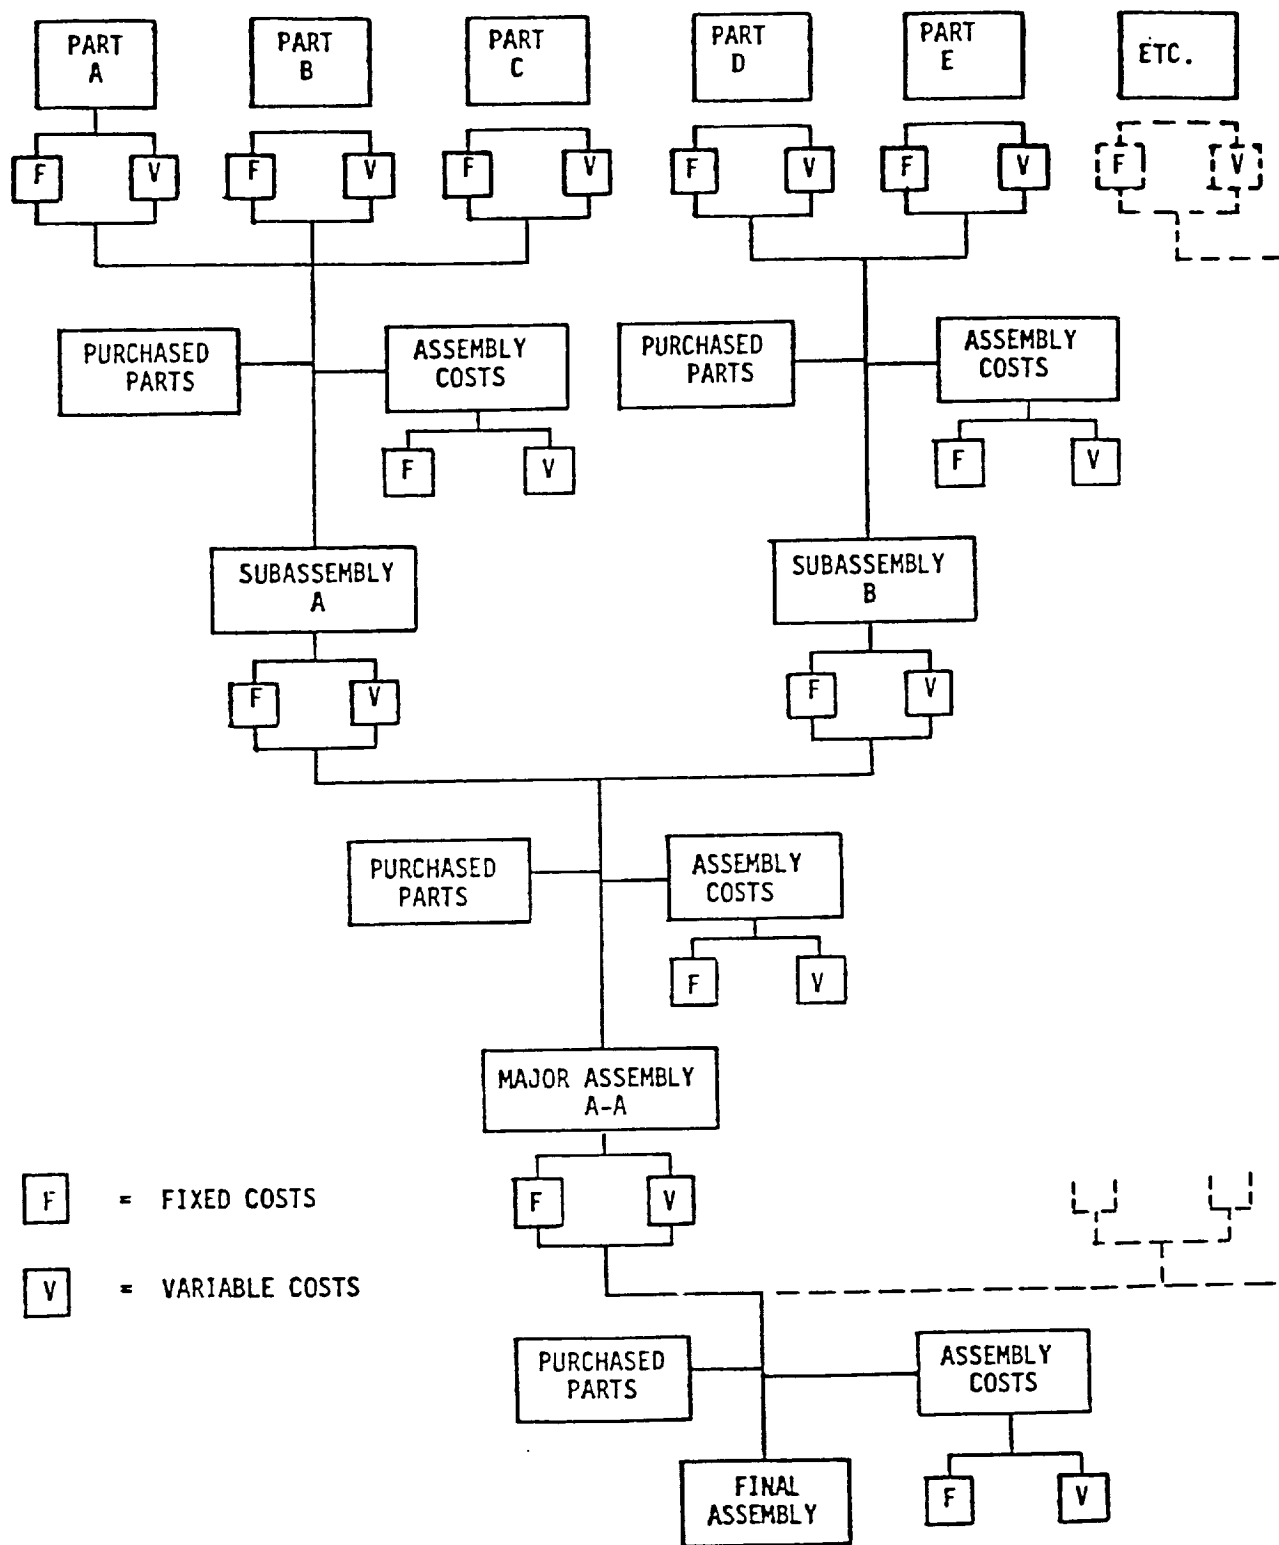 PART
A
PART
B
PART
C
PART
D
PART
E
ETC.
F
V
F
V
F
V
F
V
F
V
F
V
PURCHASED
PARTS
ASSEMBLY
COSTS
PURCHASED
PARTS
ASSEMBLY
COSTS
F
V
F
V
SUBASSEMBLY
A
SUBASSEMBLY
B
F
V
F
V
PURCHASED
PARTS
ASSEMBLY
COSTS
F
V
MAJOR ASSEMBLY
A-A
F
V
F = FIXED COSTS
V = VARIABLE COSTS
PURCHASED
PARTS
ASSEMBLY
COSTS
FINAL
ASSEMBLY
F
V